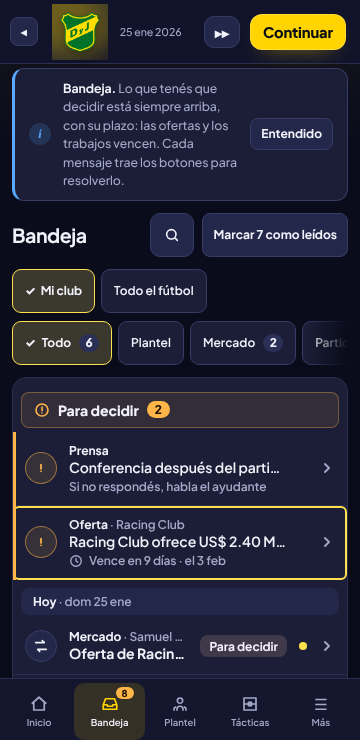 DyJ
25 ene 2026
Continuar
Bandeja. Lo que tenés que
decidir está siempre arriba,
con su plazo: las ofertas y los
trabajos vencen. Cada
mensaje trae los botones para
resolverlo.
Entendido
Bandeja
Marcar 7 como leídos
Mi club
Todo el fútbol
Todo 6
Plantel
Mercado 2
Partic
Para decidir 2
Prensa
Conferencia después del parti…
Si no respondés, habla el ayudante
Oferta · Racing Club
Racing Club ofrece US$ 2.40 M…
Vence en 9 días · el 3 feb
Hoy · dom 25 ene
Mercado · Samuel …
Oferta de Racin…
Para decidir
8
Inicio
Bandeja
Plantel
Tácticas
Más